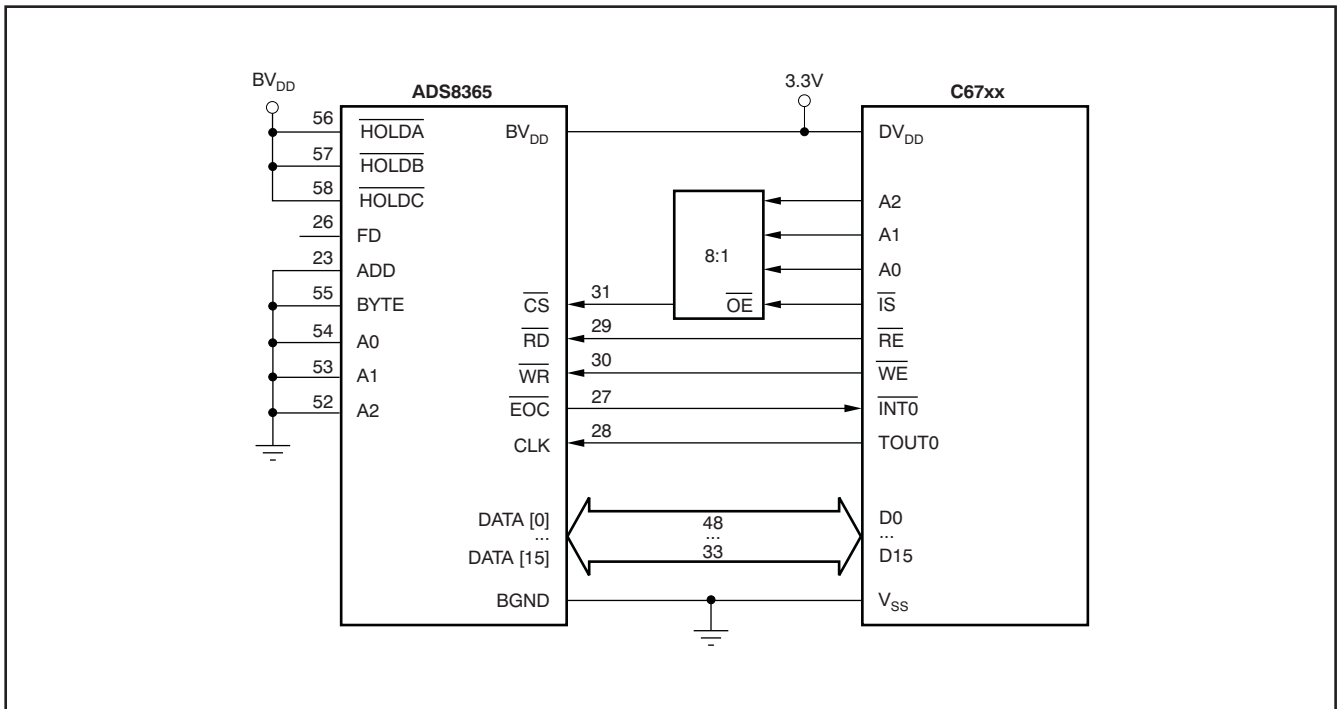 BVDD
ADS8365
3.3V
C67xx
56
HOLDA
BVDD
DVDD
57
HOLDB
58
HOLDC
A2
26
FD
A1
8:1
23
ADD
A0
55
BYTE
31
CS
OE
IS
54
A0
29
RD
RE
53
A1
30
WR
WE
52
A2
27
EOC
INT0
28
CLK
TOUT0
DATA [0]
48
D0
...
...
...
DATA [15]
33
D15
BGND
VSS